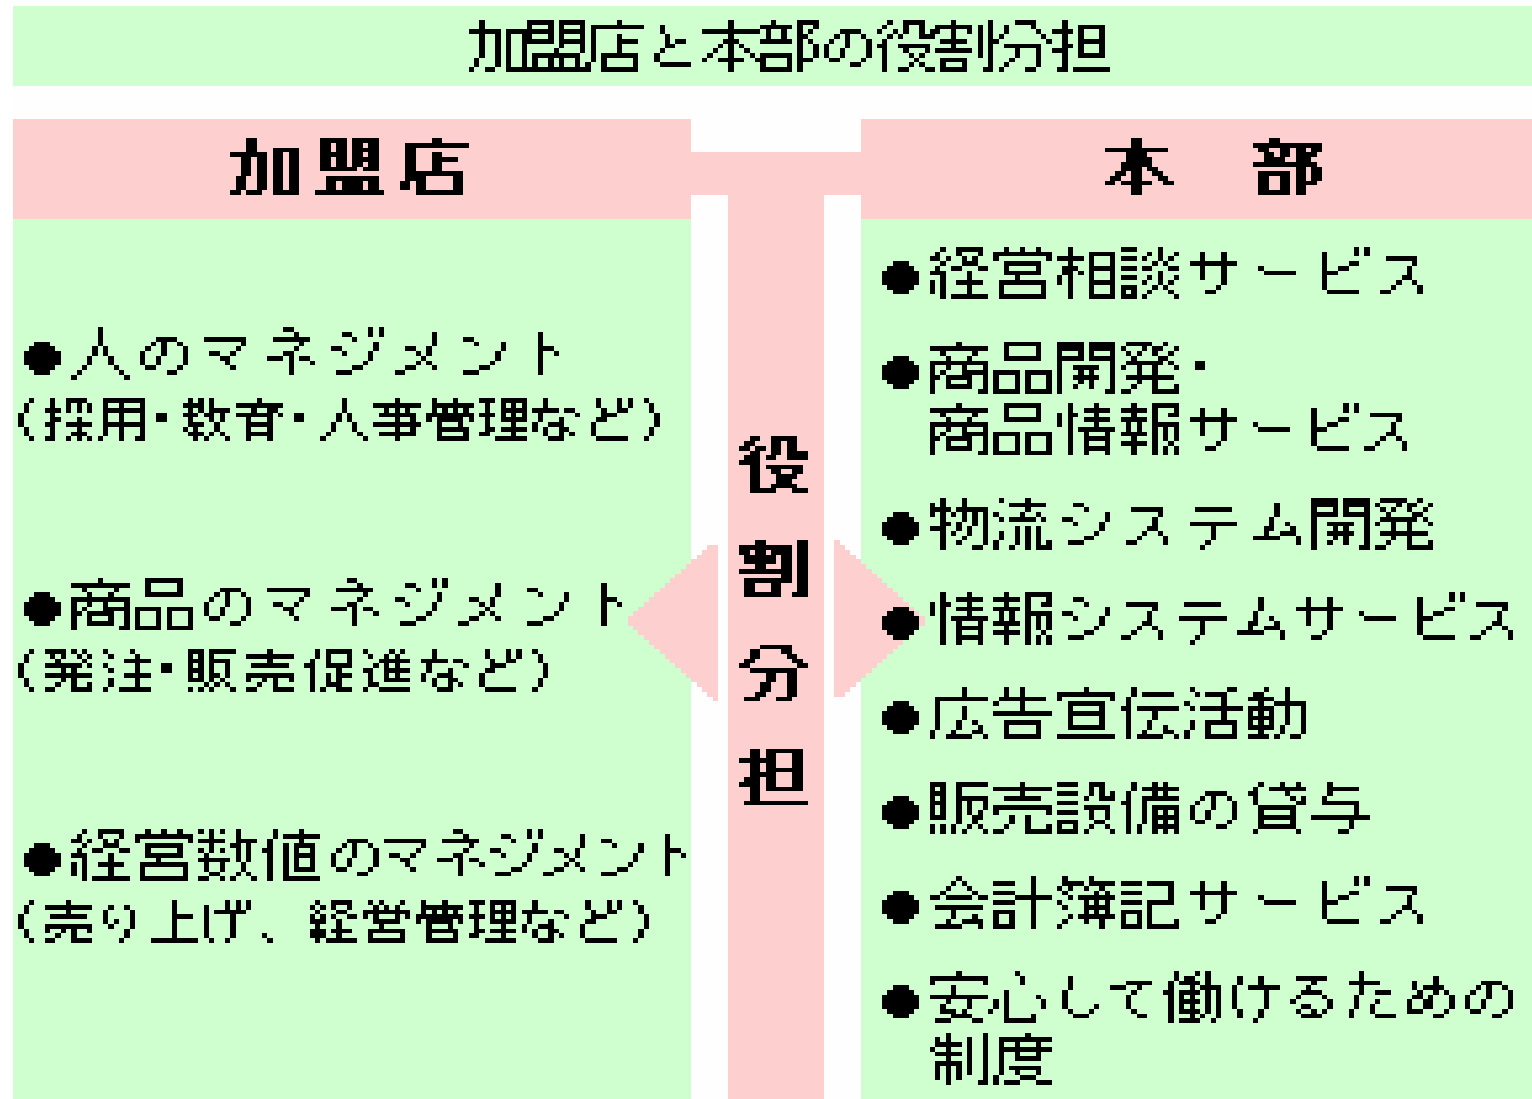 加盟店と本部の役割分担
加盟店
●人のマネジメント
(採用・教育・人事管理など)
●商品のマネジメント
(発注・販売促進など)
●経営数値のマネジメント
(売り上げ、経営管理など)
役割分担
本部
●経営相談サービス
●商品開発・
商品情報サービス
●物流システム開発
●情報システムサービス
●広告宣伝活動
●販売設備の貸与
●会計簿記サービス
●安心して働けるための
制度